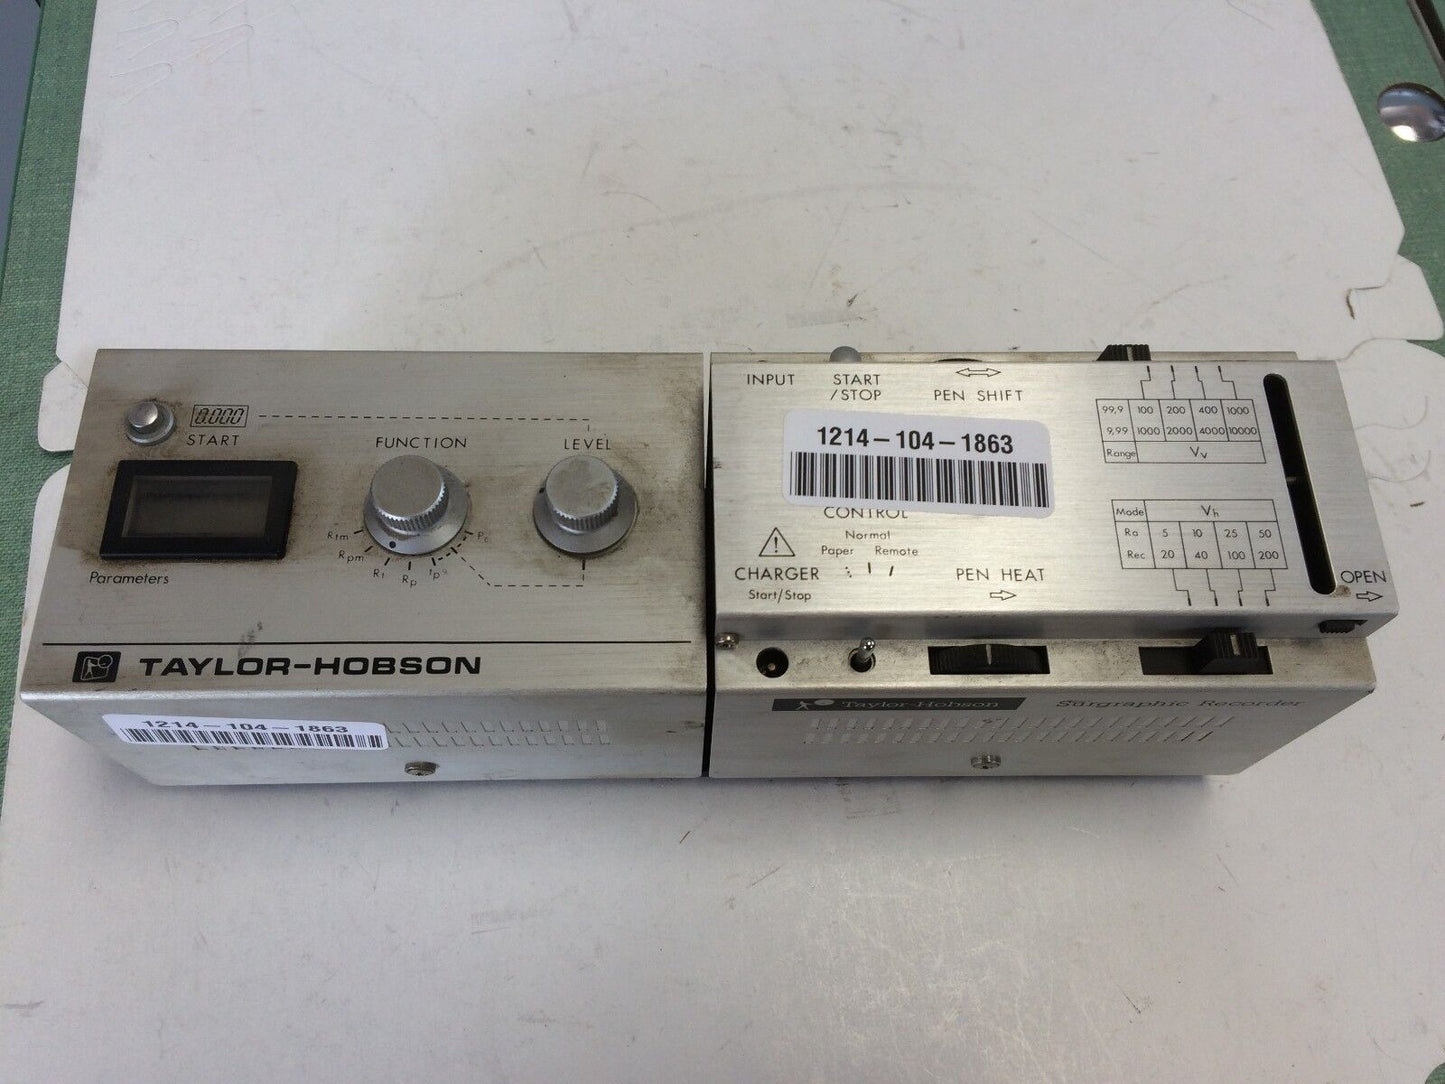 0.000
START
FUNCTION
LEVEL
Rtm
Rpm
Rt
Rp
tp%
Pc
Parameters
TAYLOR-HOBSON
1214-104-1863
INPUT
START
/STOP
PEN SHIFT
1214-104-1863
CONTROL
Normal
Paper Remote
CHARGER
Start/Stop
PEN HEAT
99,9 100 200 400 1000
9,99 1000 2000 4000 10000
Range Vv
Mode Vh
Ra 5 10 25 50
Rec 20 40 100 200
OPEN
Taylor-Hobson Surgraphic Recorder